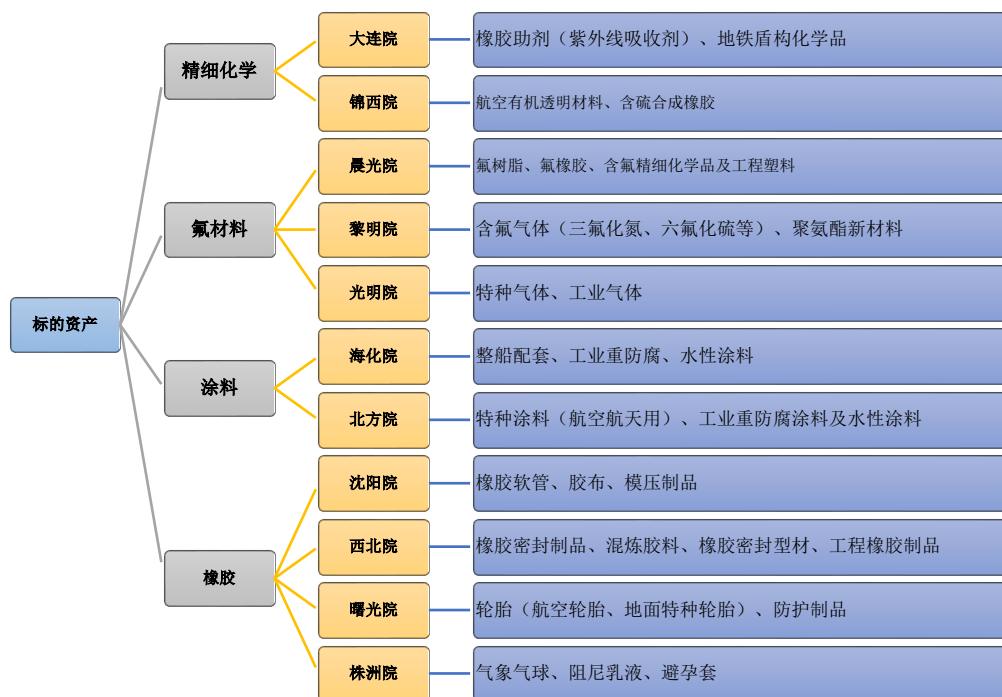 标的资产
精细化学
大连院
橡胶助剂（紫外线吸收剂）、地铁盾构化学品
锦西院
航空有机透明材料、含硫合成橡胶
氟材料
晨光院
氟树脂、氟橡胶、含氟精细化学品及工程塑料
黎明院
含氟气体（三氟化氮、六氟化硫等）、聚氨酯新材料
光明院
特种气体、工业气体
涂料
海化院
整船配套、工业重防腐、水性涂料
北方院
特种涂料（航空航天用）、工业重防腐涂料及水性涂料
橡胶
沈阳院
橡胶软管、胶布、模压制品
西北院
橡胶密封制品、混炼胶料、橡胶密封型材、工程橡胶制品
曙光院
轮胎（航空轮胎、地面特种轮胎）、防护制品
株洲院
气象气球、阻尼乳液、避孕套